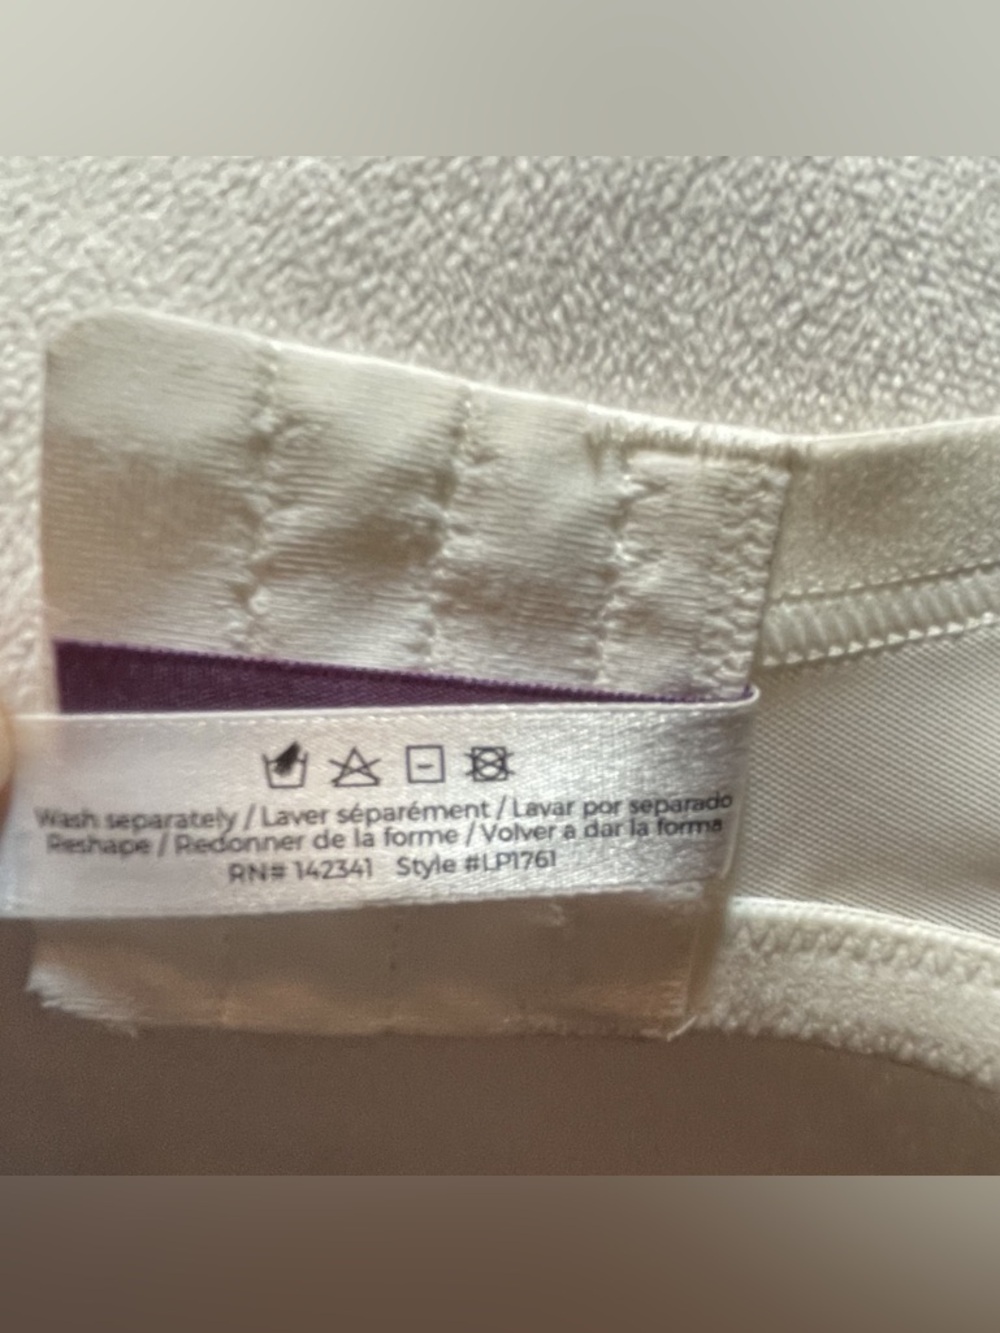 Wash separately / Laver séparément / Lavar por separado
Reshape / Redonner de la forme / Volver a dar la forma
RN# 142341 Style #LP1761